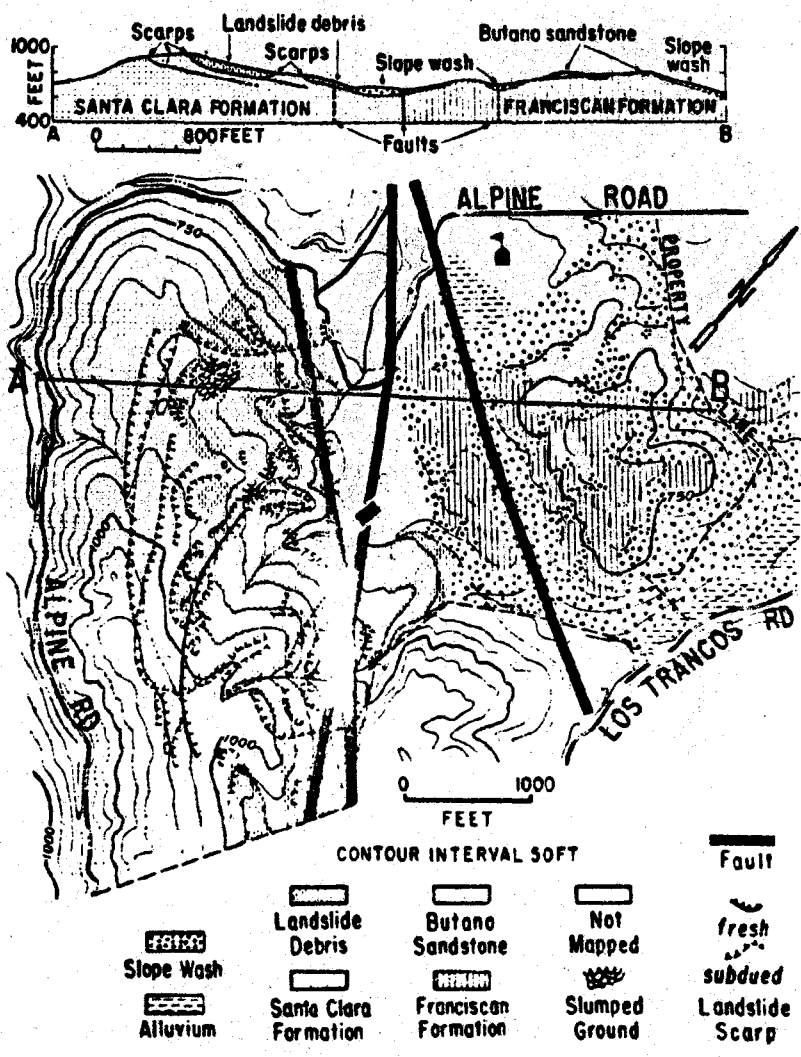 Scarps
Landslide debris
Scarps
Slope wash
Butano sandstone
Slope
wash
1000
FEET
400
SANTA CLARA FORMATION
FRANCISCAN FORMATION
A
0
800 FEET
Faults
B
ALPINE ROAD
750
PROPERTY
LINE
A
B
750
1000
ALPINE
RD
LOS TRANCOS RD
1000
1000
0
1000
FEET
CONTOUR INTERVAL 50FT
Fault
Landslide
Debris
Butano
Sandstone
Not
Mapped
fresh
Slope Wash
subdued
Alluvium
Santa Clara
Formation
Franciscan
Formation
Slumped
Ground
Landslide
Scarp